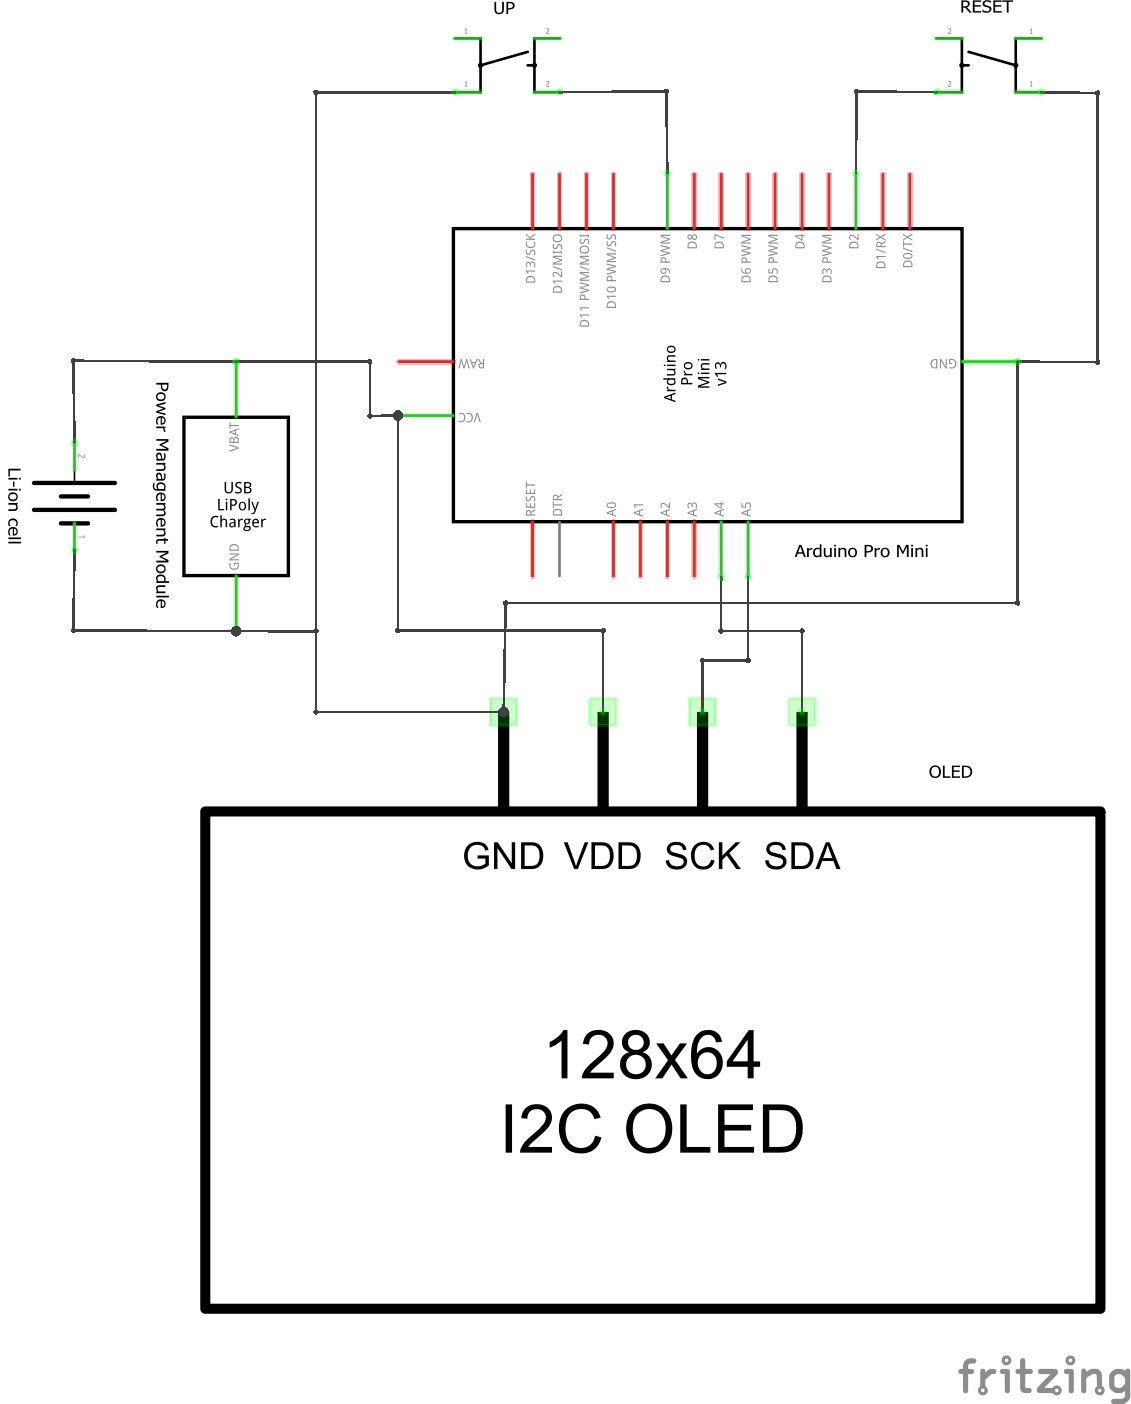 UP
RESET
1
2
2
1
1
2
2
1
D13/SCK
D12/MISO
D11 PWM/MOSI
D10 PWM/SS
D9 PWM
D8
D7
D6 PWM
D5 PWM
D4
D3 PWM
D2
D1/RX
D0/TX
RAW
VCC
GND
Arduino
Pro
Mini
v13
RESET
DTR
A0
A1
A2
A3
A4
A5
Arduino Pro Mini
Li-ion cell
2
1
Power Management Module
VBAT
USB
LiPoly
Charger
GND
OLED
GND VDD SCK SDA
128x64
I2C OLED
fritzing